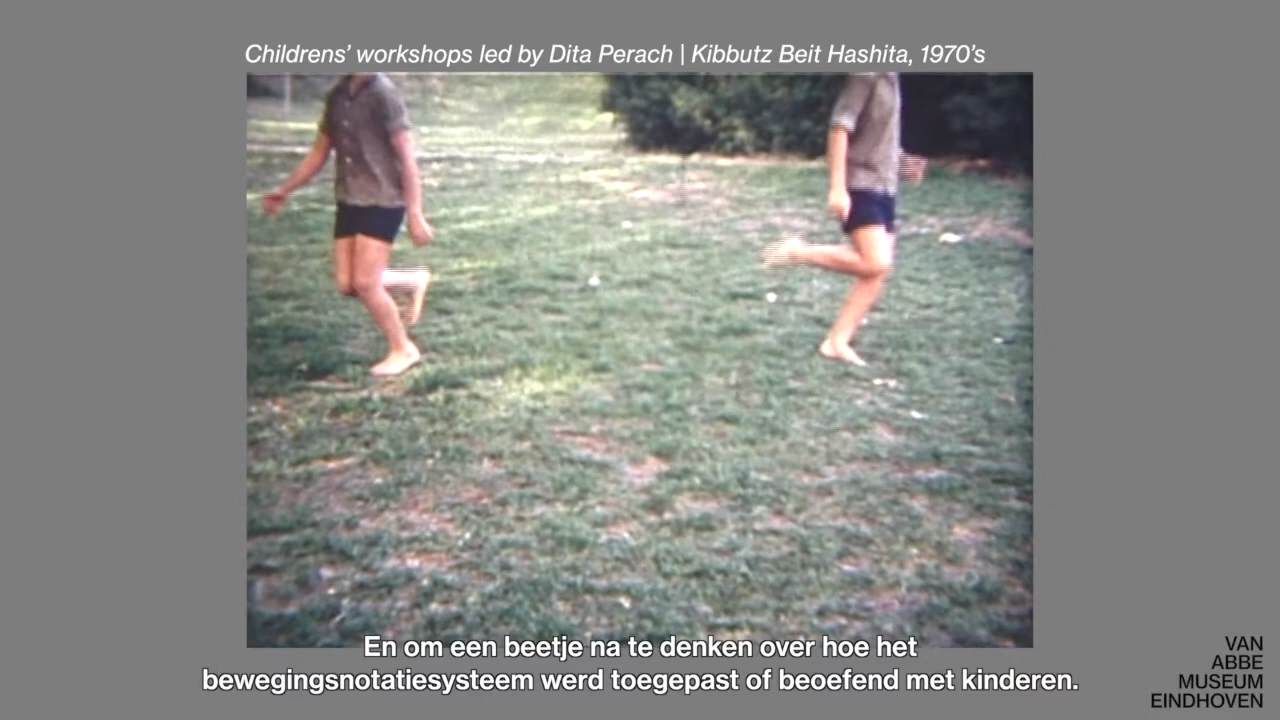 Childrens’ workshops led by Dita Perach | Kibbutz Beit Hashita, 1970’s
En om een beetje na te denken over hoe het
bewegingsnotatiesysteem werd toegepast of beoefend met kinderen.
VAN
ABBE
MUSEUM
EINDHOVEN